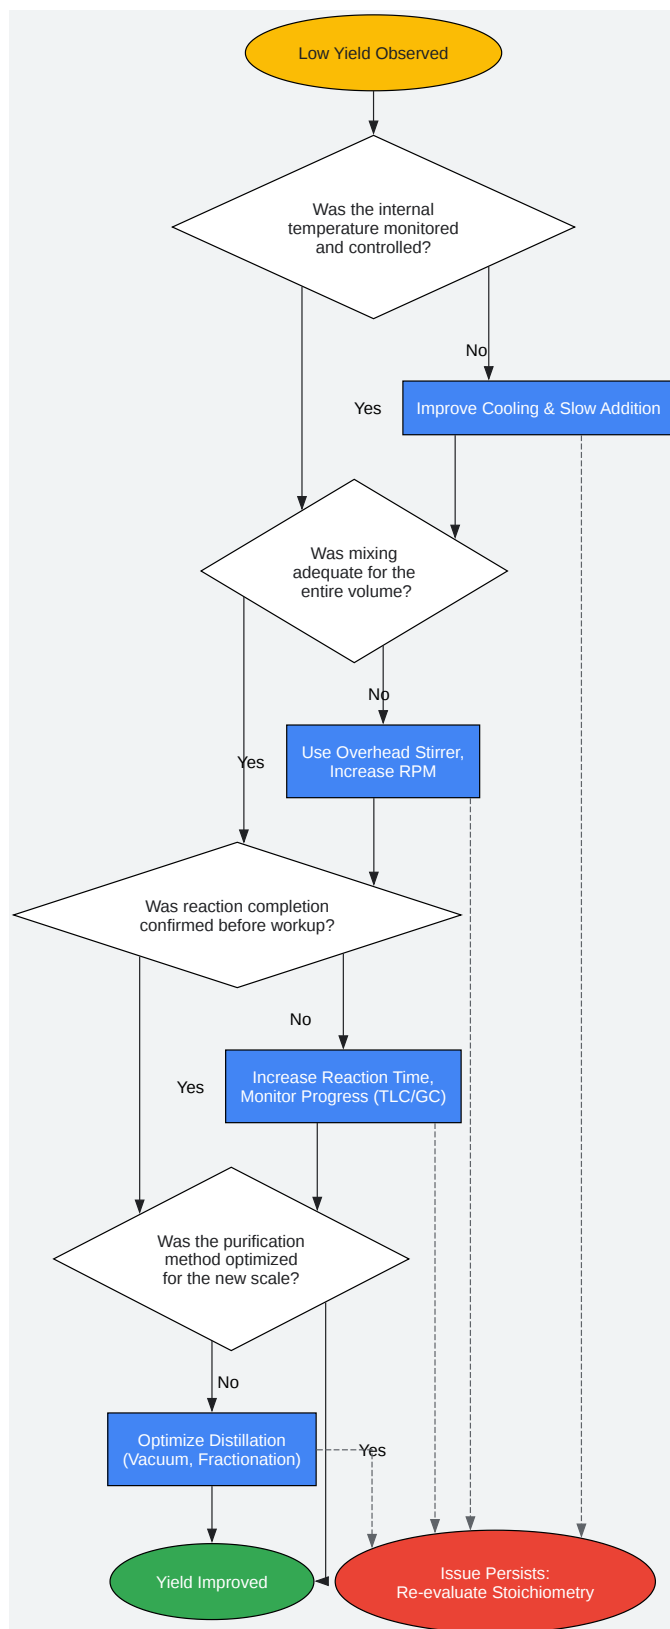 Low Yield Observed
Was the internal
temperature monitored
and controlled?
No
Yes
Improve Cooling & Slow Addition
Was mixing
adequate for the
entire volume?
No
Yes
Use Overhead Stirrer,
Increase RPM
Was reaction completion
confirmed before workup?
No
Yes
Increase Reaction Time,
Monitor Progress (TLC/GC)
Was the purification
method optimized
for the new scale?
No
Optimize Distillation
(Vacuum, Fractionation)
Yes
Yield Improved
Issue Persists:
Re-evaluate Stoichiometry